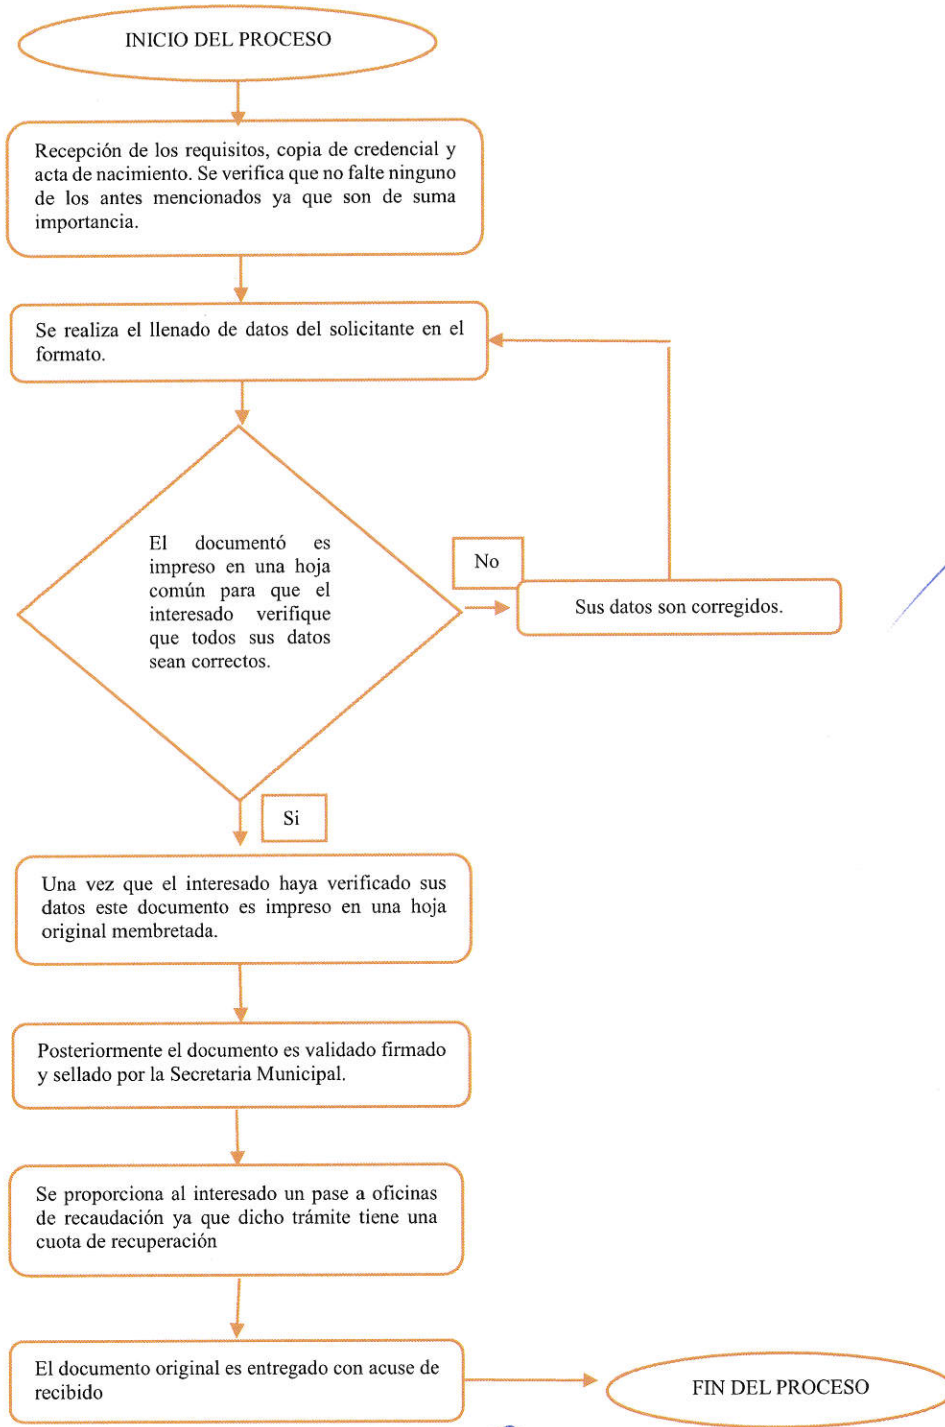 INICIO DEL PROCESO
Recepción de los requisitos, copia de credencial y
acta de nacimiento. Se verifica que no falte ninguno
de los antes mencionados ya que son de suma
importancia.
Se realiza el llenado de datos del solicitante en el
formato.
El documentó es
impreso en una hoja
común para que el
interesado verifique
que todos sus datos
sean correctos.
No
Sus datos son corregidos.
Si
Una vez que el interesado haya verificado sus
datos este documento es impreso en una hoja
original membretada.
Posteriormente el documento es validado firmado
y sellado por la Secretaria Municipal.
Se proporciona al interesado un pase a oficinas
de recaudación ya que dicho trámite tiene una
cuota de recuperación
El documento original es entregado con acuse de
recibido
FIN DEL PROCESO